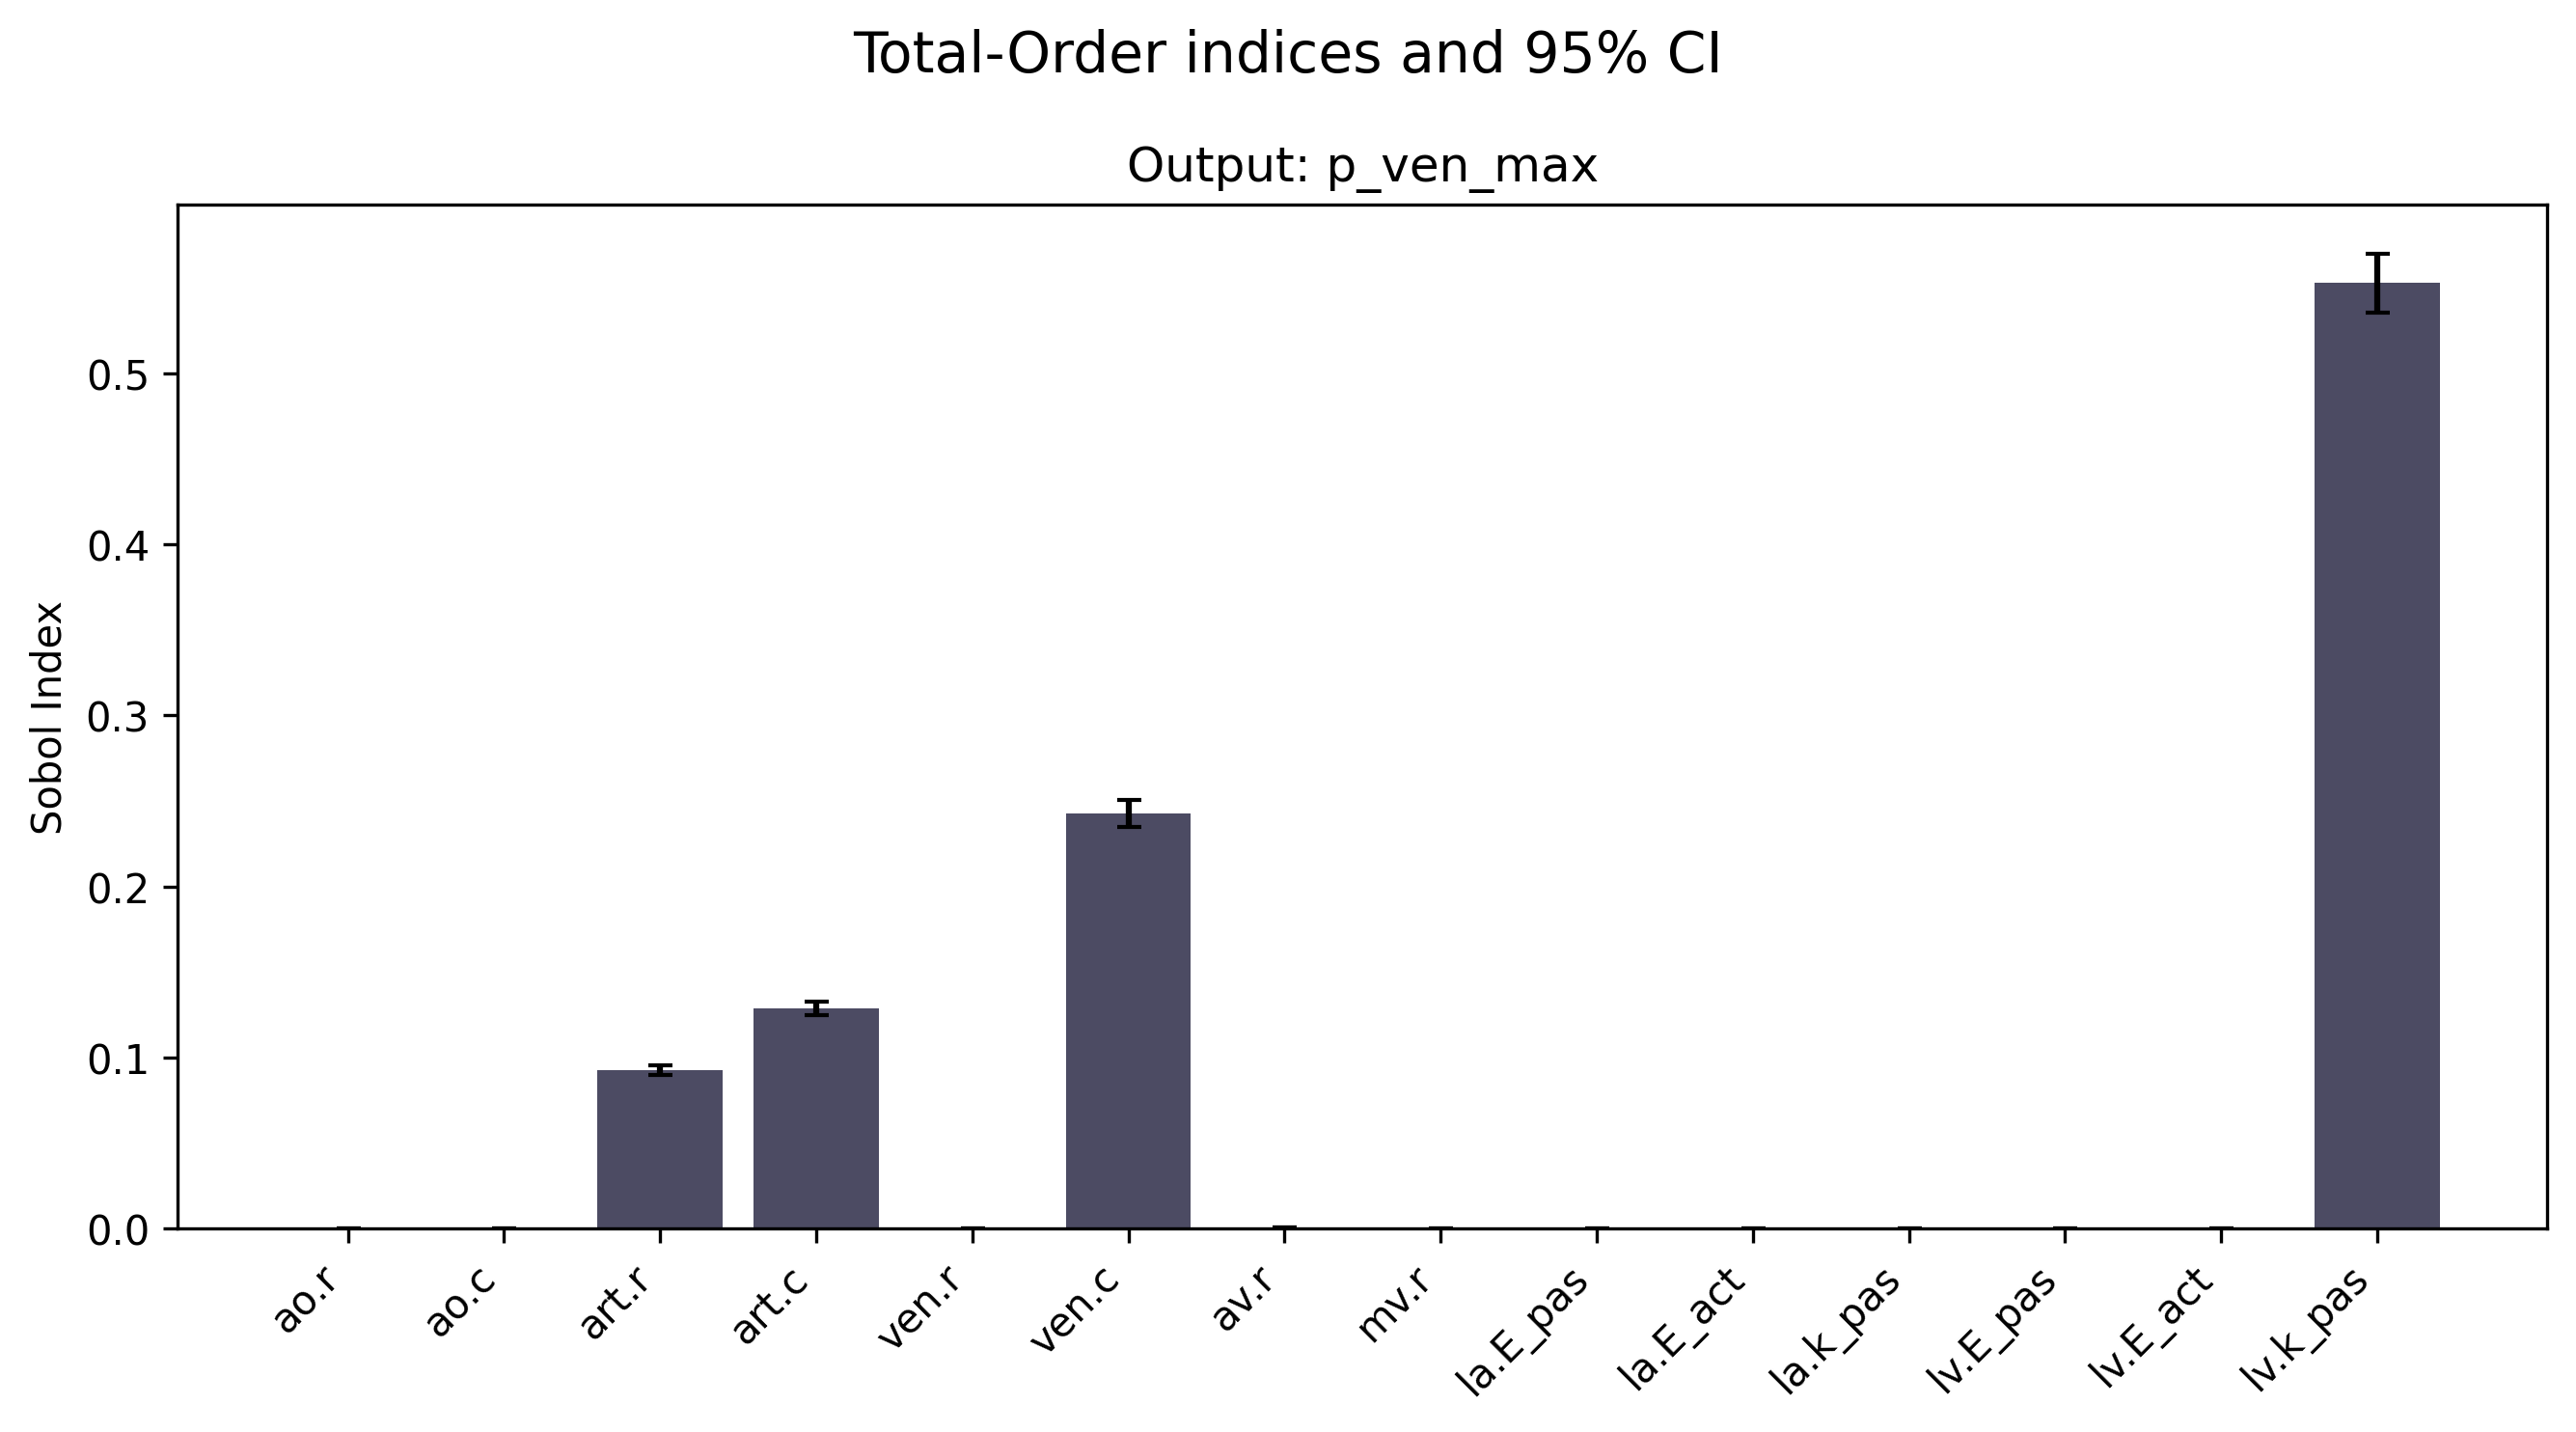 Total-Order indices and 95% CI
Output: p_ven_max
Sobol Index
0.5
0.4
0.3
0.2
0.1
0.0
ao.r
ao.c
art.r
art.c
ven.r
ven.c
av.r
mv.r
la.E_pas
la.E_act
la.k_pas
lv.E_pas
lv.E_act
lv.k_pas